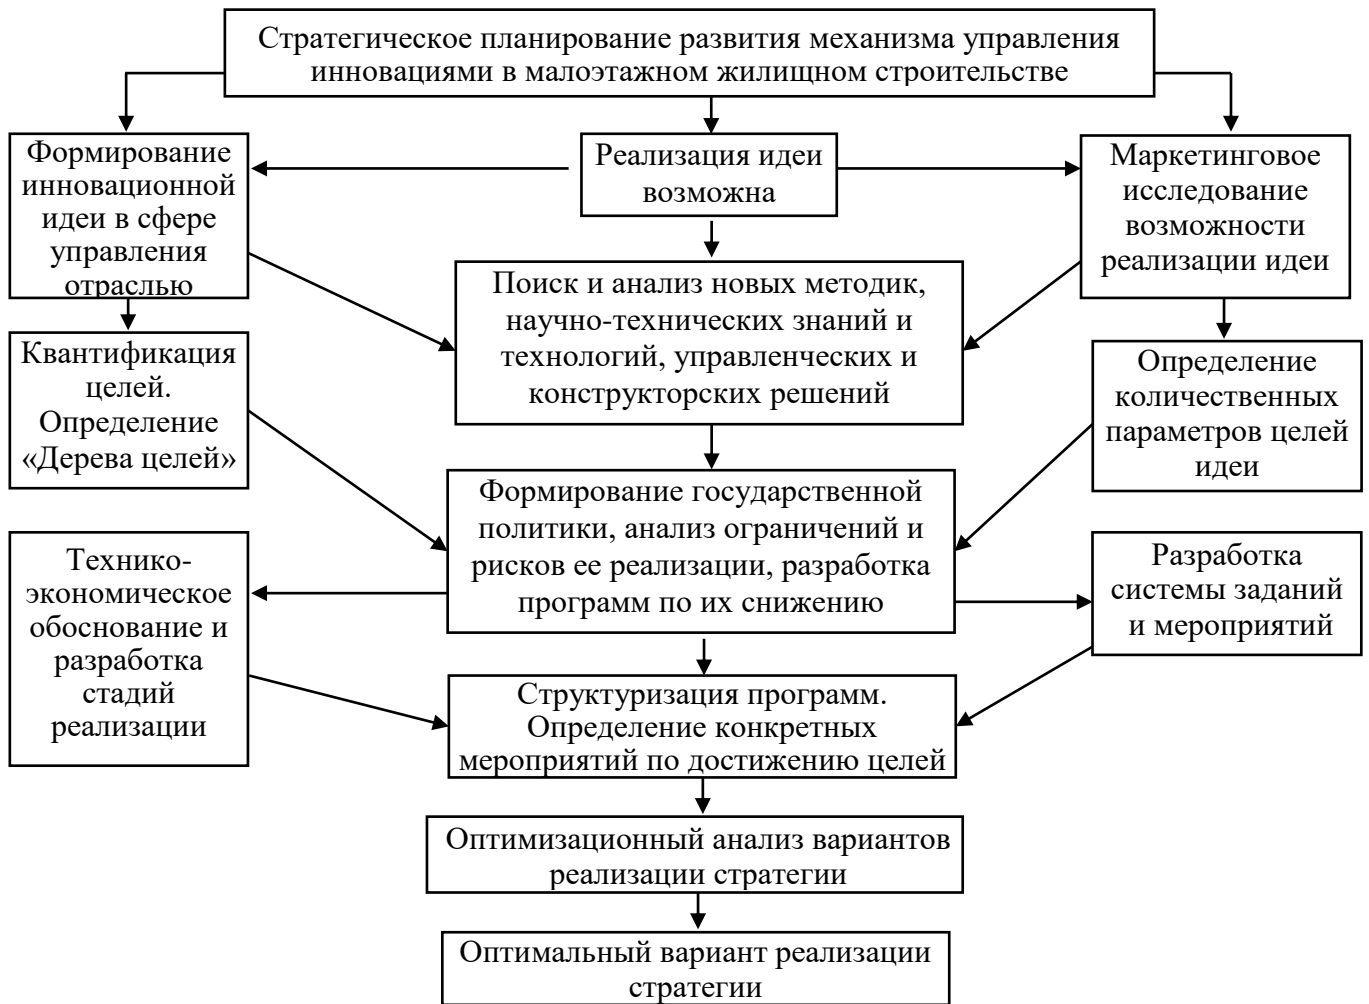 Стратегическое планирование развития механизма управления
инновациями в малоэтажном жилищном строительстве
Формирование
инновационной
идеи в сфере
управления
отраслью
Реализация идеи
возможна
Маркетинговое
исследование
возможности
реализации идеи
Поиск и анализ новых методик,
научно-технических знаний и
технологий, управленческих и
конструкторских решений
Квантификация
целей.
Определение
«Дерева целей»
Определение
количественных
параметров целей
идеи
Формирование государственной
политики, анализ ограничений и
рисков ее реализации, разработка
программ по их снижению
Технико-
экономическое
обоснование и
разработка
стадий
реализации
Разработка
системы заданий
и мероприятий
Структуризация программ.
Определение конкретных
мероприятий по достижению целей
Оптимизационный анализ вариантов
реализации стратегии
Оптимальный вариант реализации
стратегии